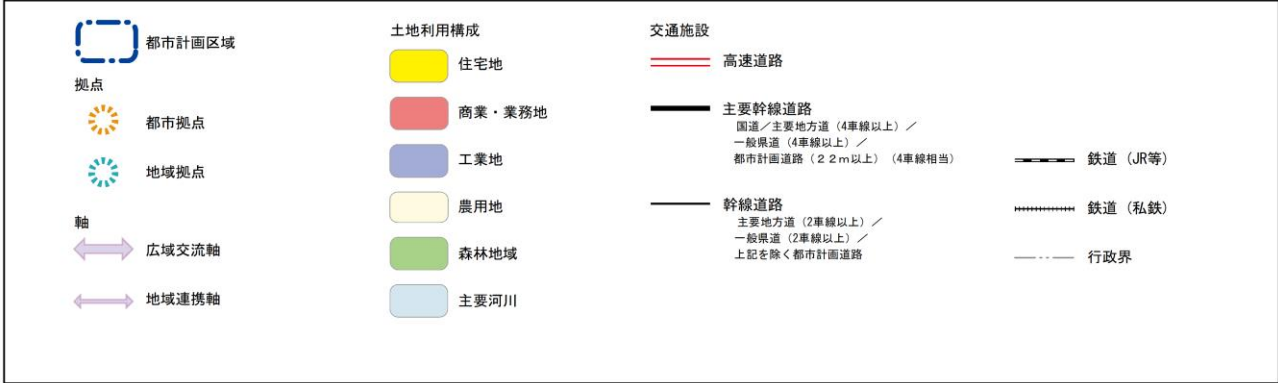 都市計画区域
拠点
都市拠点
地域拠点
軸
広域交流軸
地域連携軸
土地利用構成
住宅地
商業・業務地
工業地
農用地
森林地域
主要河川
交通施設
高速道路
主要幹線道路
国道／主要地方道（4車線以上）／
一般県道（4車線以上）／
都市計画道路（２２ｍ以上）（4車線相当）
幹線道路
主要地方道（2車線以上）／
一般県道（2車線以上）／
上記を除く都市計画道路
鉄道（JR等）
鉄道（私鉄）
行政界